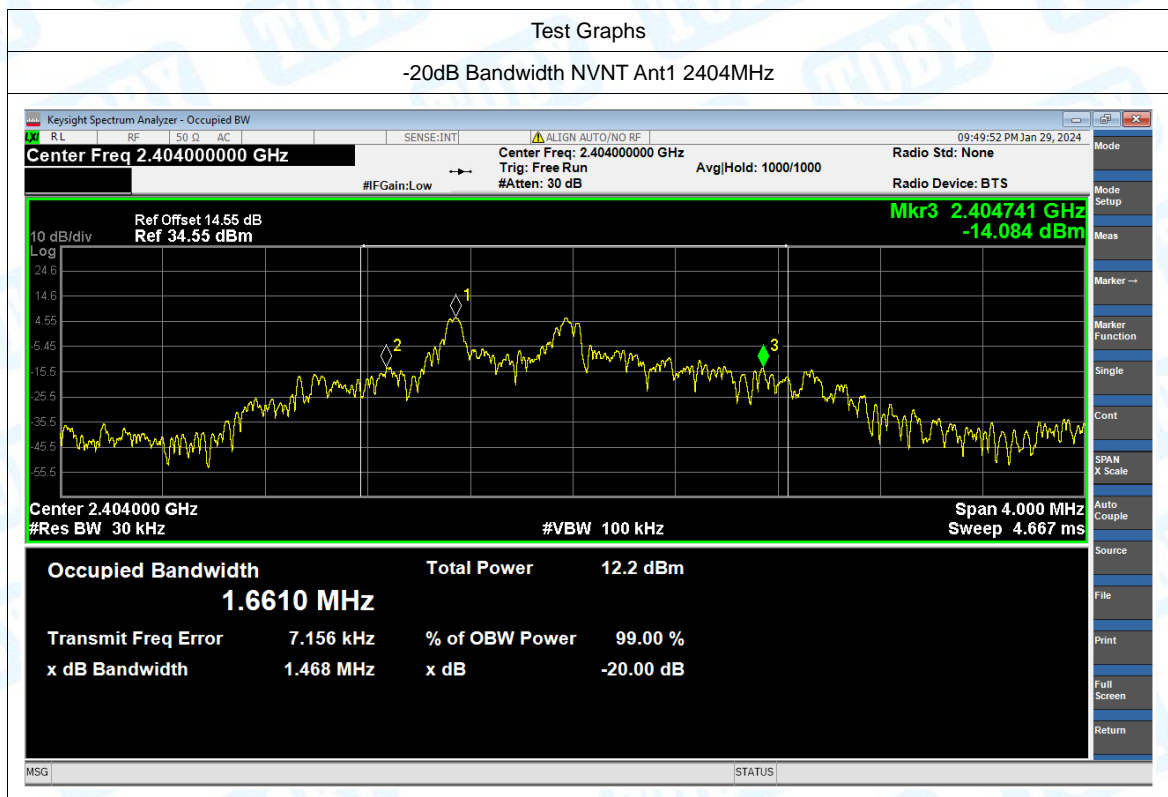 Test Graphs
-20dB Bandwidth NVNT Ant1 2404MHz
Keysight Spectrum Analyzer - Occupied BW
LXI RL RF 50 Ω AC SENSE:INT ALIGN AUTO/NO RF 09:49:52 PM Jan 29, 2024
Center Freq 2.404000000 GHz Center Freq: 2.404000000 GHz Radio Std: None
Trig: Free Run Avg|Hold: 1000/1000
#IFGain:Low #Atten: 30 dB Radio Device: BTS
Mkr3 2.404741 GHz
-14.084 dBm
Ref Offset 14.55 dB
10 dB/div Ref 34.55 dBm
Log
24.6
14.6
4.55
-5.45
-15.5
-25.5
-35.5
-45.5
-55.5
1
2
3
Center 2.404000 GHz Span 4.000 MHz
#Res BW 30 kHz #VBW 100 kHz Sweep 4.667 ms
Occupied Bandwidth Total Power 12.2 dBm
1.6610 MHz
Transmit Freq Error 7.156 kHz % of OBW Power 99.00 %
x dB Bandwidth 1.468 MHz x dB -20.00 dB
Mode
Mode
Setup
Meas
Marker →
Marker
Function
Single
Cont
SPAN
X Scale
Auto
Couple
Source
File
Print
Full
Screen
Return
MSG STATUS
TOBY